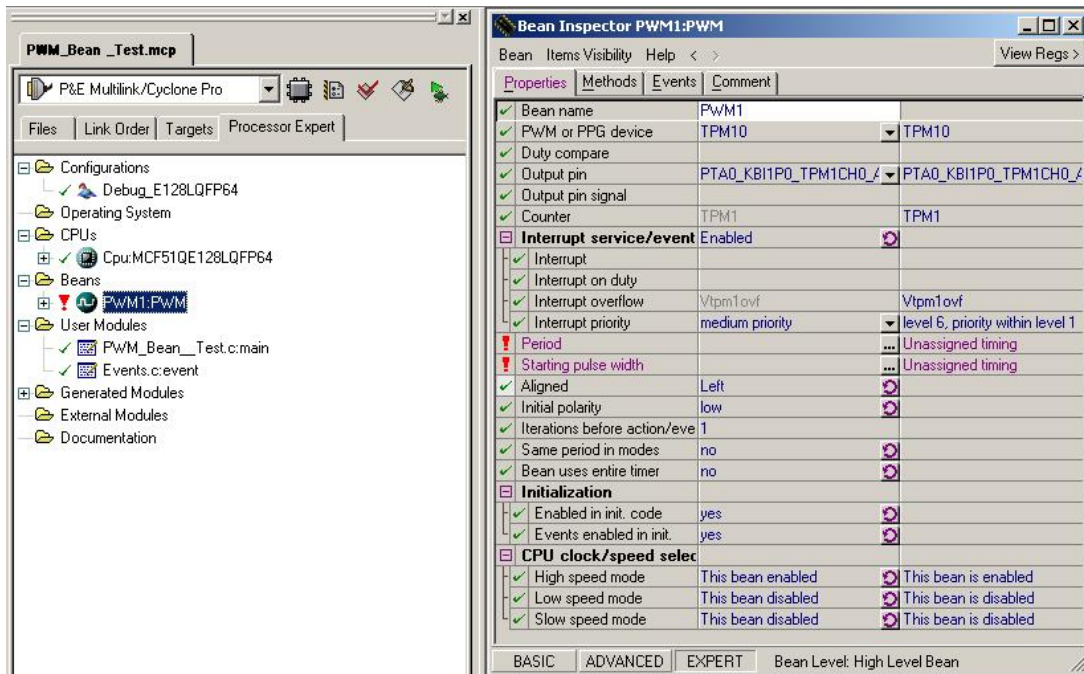 PWM_Bean _Test.mcp
P&E Multilink/Cyclone Pro
Files Link Order Targets Processor Expert
Configurations
Debug_E128LQFP64
Operating System
CPUs
Cpu:MCF51QE128LQFP64
Beans
PWM1:PWM
User Modules
PWM_Bean__Test.c:main
Events.c:event
Generated Modules
External Modules
Documentation
Bean Inspector PWM1:PWM
Bean Items Visibility Help < > View Regs >
Properties Methods Events Comment
Bean name PWM1
PWM or PPG device TPM10 TPM10
Duty compare
Output pin PTA0_KBI1P0_TPM1CH0_ PTA0_KBI1P0_TPM1CH0_
Output pin signal
Counter TPM1 TPM1
Interrupt service/event Enabled
Interrupt
Interrupt on duty
Interrupt overflow Vtpm1ovf Vtpm1ovf
Interrupt priority medium priority level 6, priority within level 1
Period ... Unassigned timing
Starting pulse width ... Unassigned timing
Aligned Left
Initial polarity low
Iterations before action/eve 1
Same period in modes no
Bean uses entire timer no
Initialization
Enabled in init. code yes
Events enabled in init. yes
CPU clock/speed selec
High speed mode This bean enabled This bean is enabled
Low speed mode This bean disabled This bean is disabled
Slow speed mode This bean disabled This bean is disabled
BASIC ADVANCED EXPERT Bean Level: High Level Bean